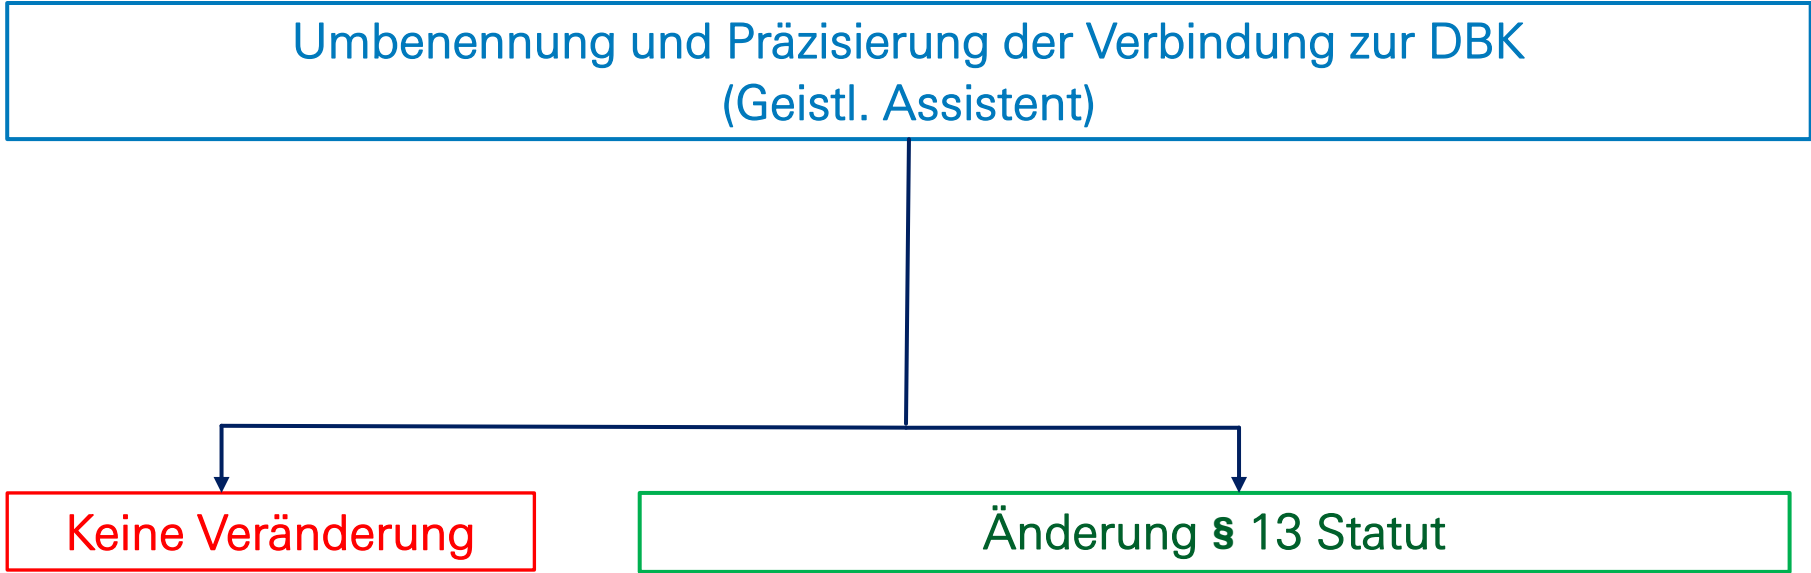 Umbenennung und Präzisierung der Verbindung zur DBK
(Geistl. Assistent)
Keine Veränderung
Änderung § 13 Statut